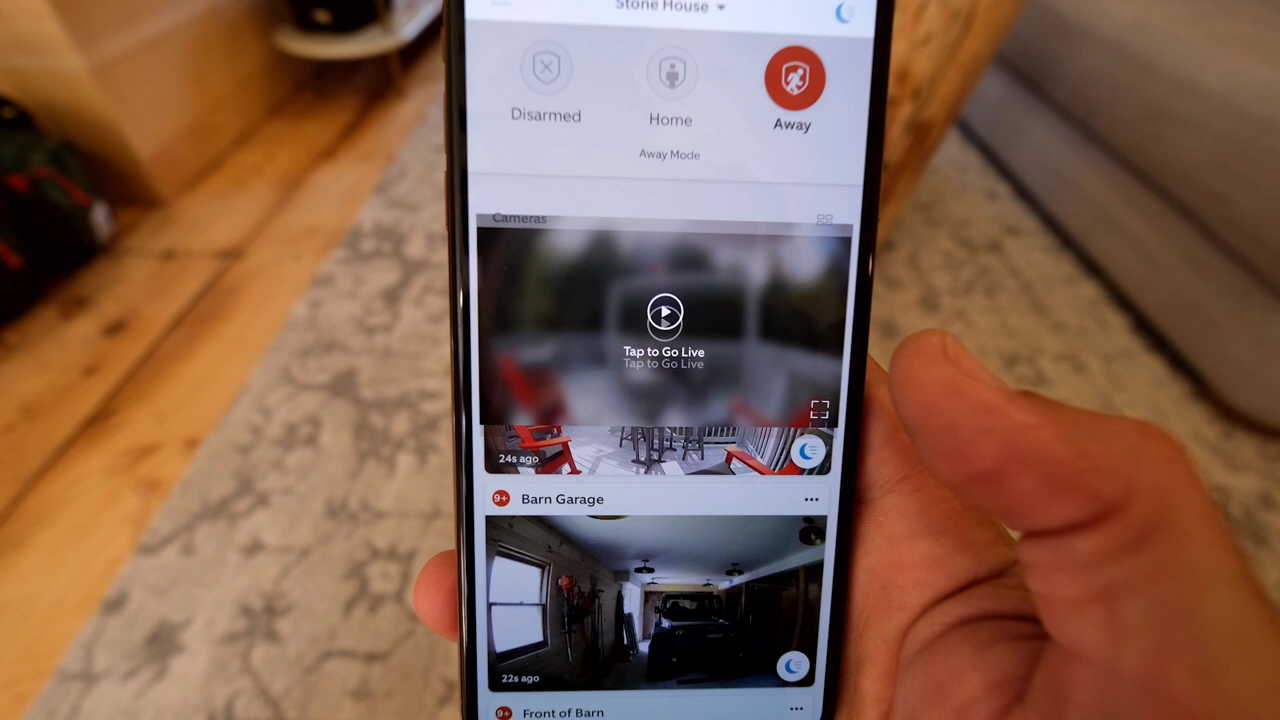 Stone House
Disarmed
Home
Away
Away Mode
Cameras
Tap to Go Live
Tap to Go Live
24s ago
9+ Barn Garage
22s ago
9+ Front of Barn